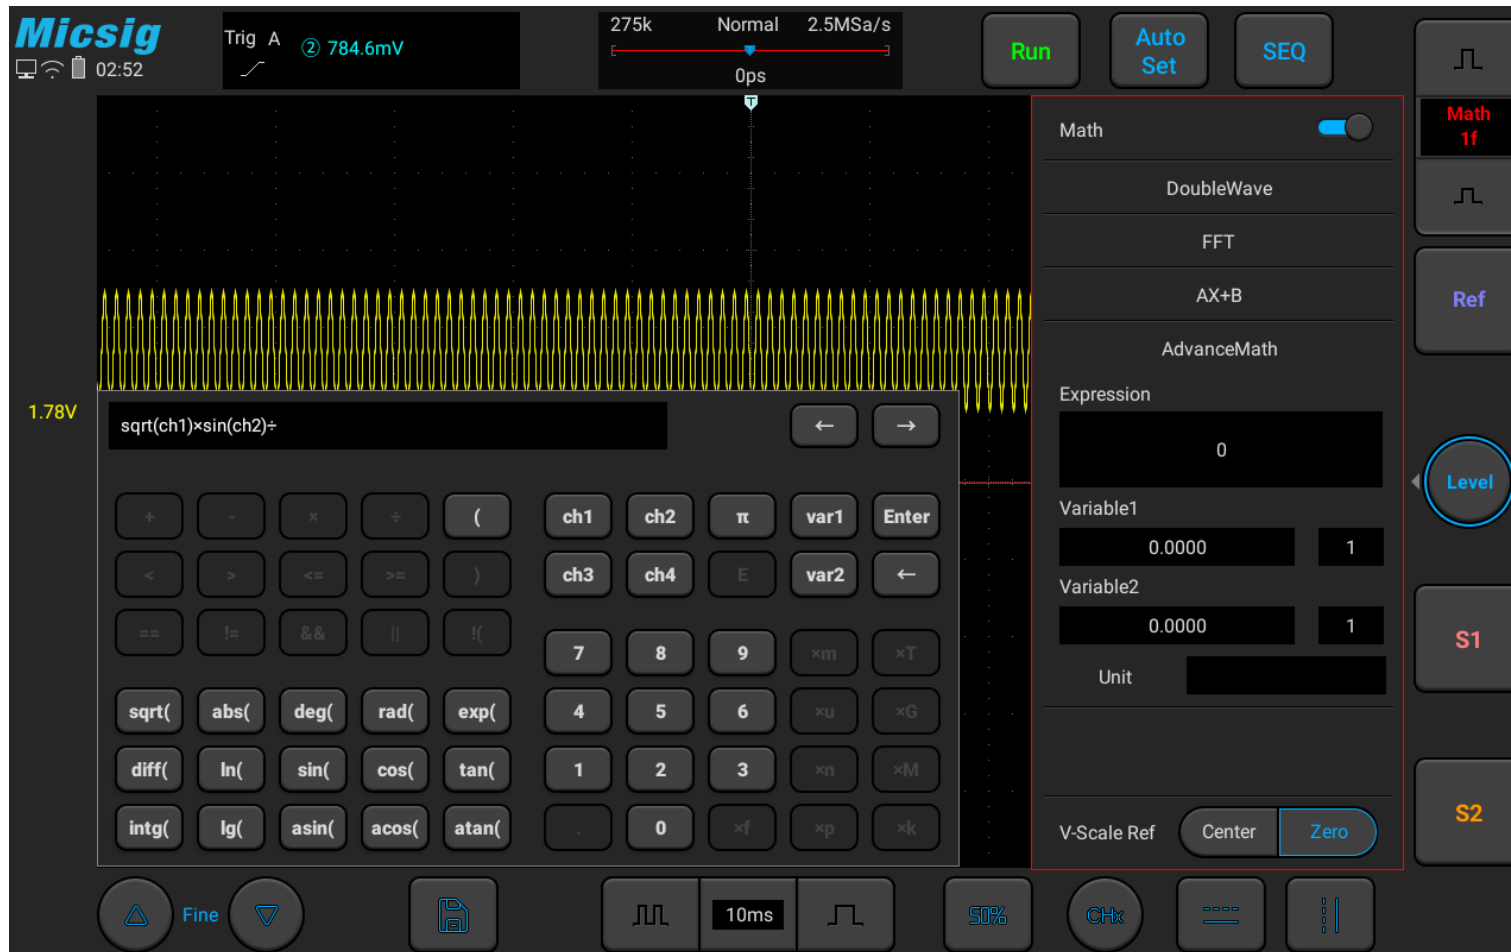 Micsig
02:52
Trig A ② 784.6mV
275k Normal 2.5MSa/s
0ps
Run
Auto
Set
SEQ
T
Math
1f
Ref
Level
S1
S2
1.78V
Math
DoubleWave
FFT
AX+B
AdvanceMath
Expression
0
Variable1
0.0000 1
Variable2
0.0000 1
Unit
V-Scale Ref Center Zero
sqrt(ch1)×sin(ch2)÷
← →
+ - × ÷ ( ch1 ch2 π var1 Enter
< > <= >= ) ch3 ch4 E var2 ←
== != && || !(
7 8 9 ×m ×T
sqrt( abs( deg( rad( exp( 4 5 6 ×u ×G
diff( ln( sin( cos( tan( 1 2 3 ×n ×M
intg( lg( asin( acos( atan( . 0 ×f ×p ×k
Fine 10ms 50% CHx